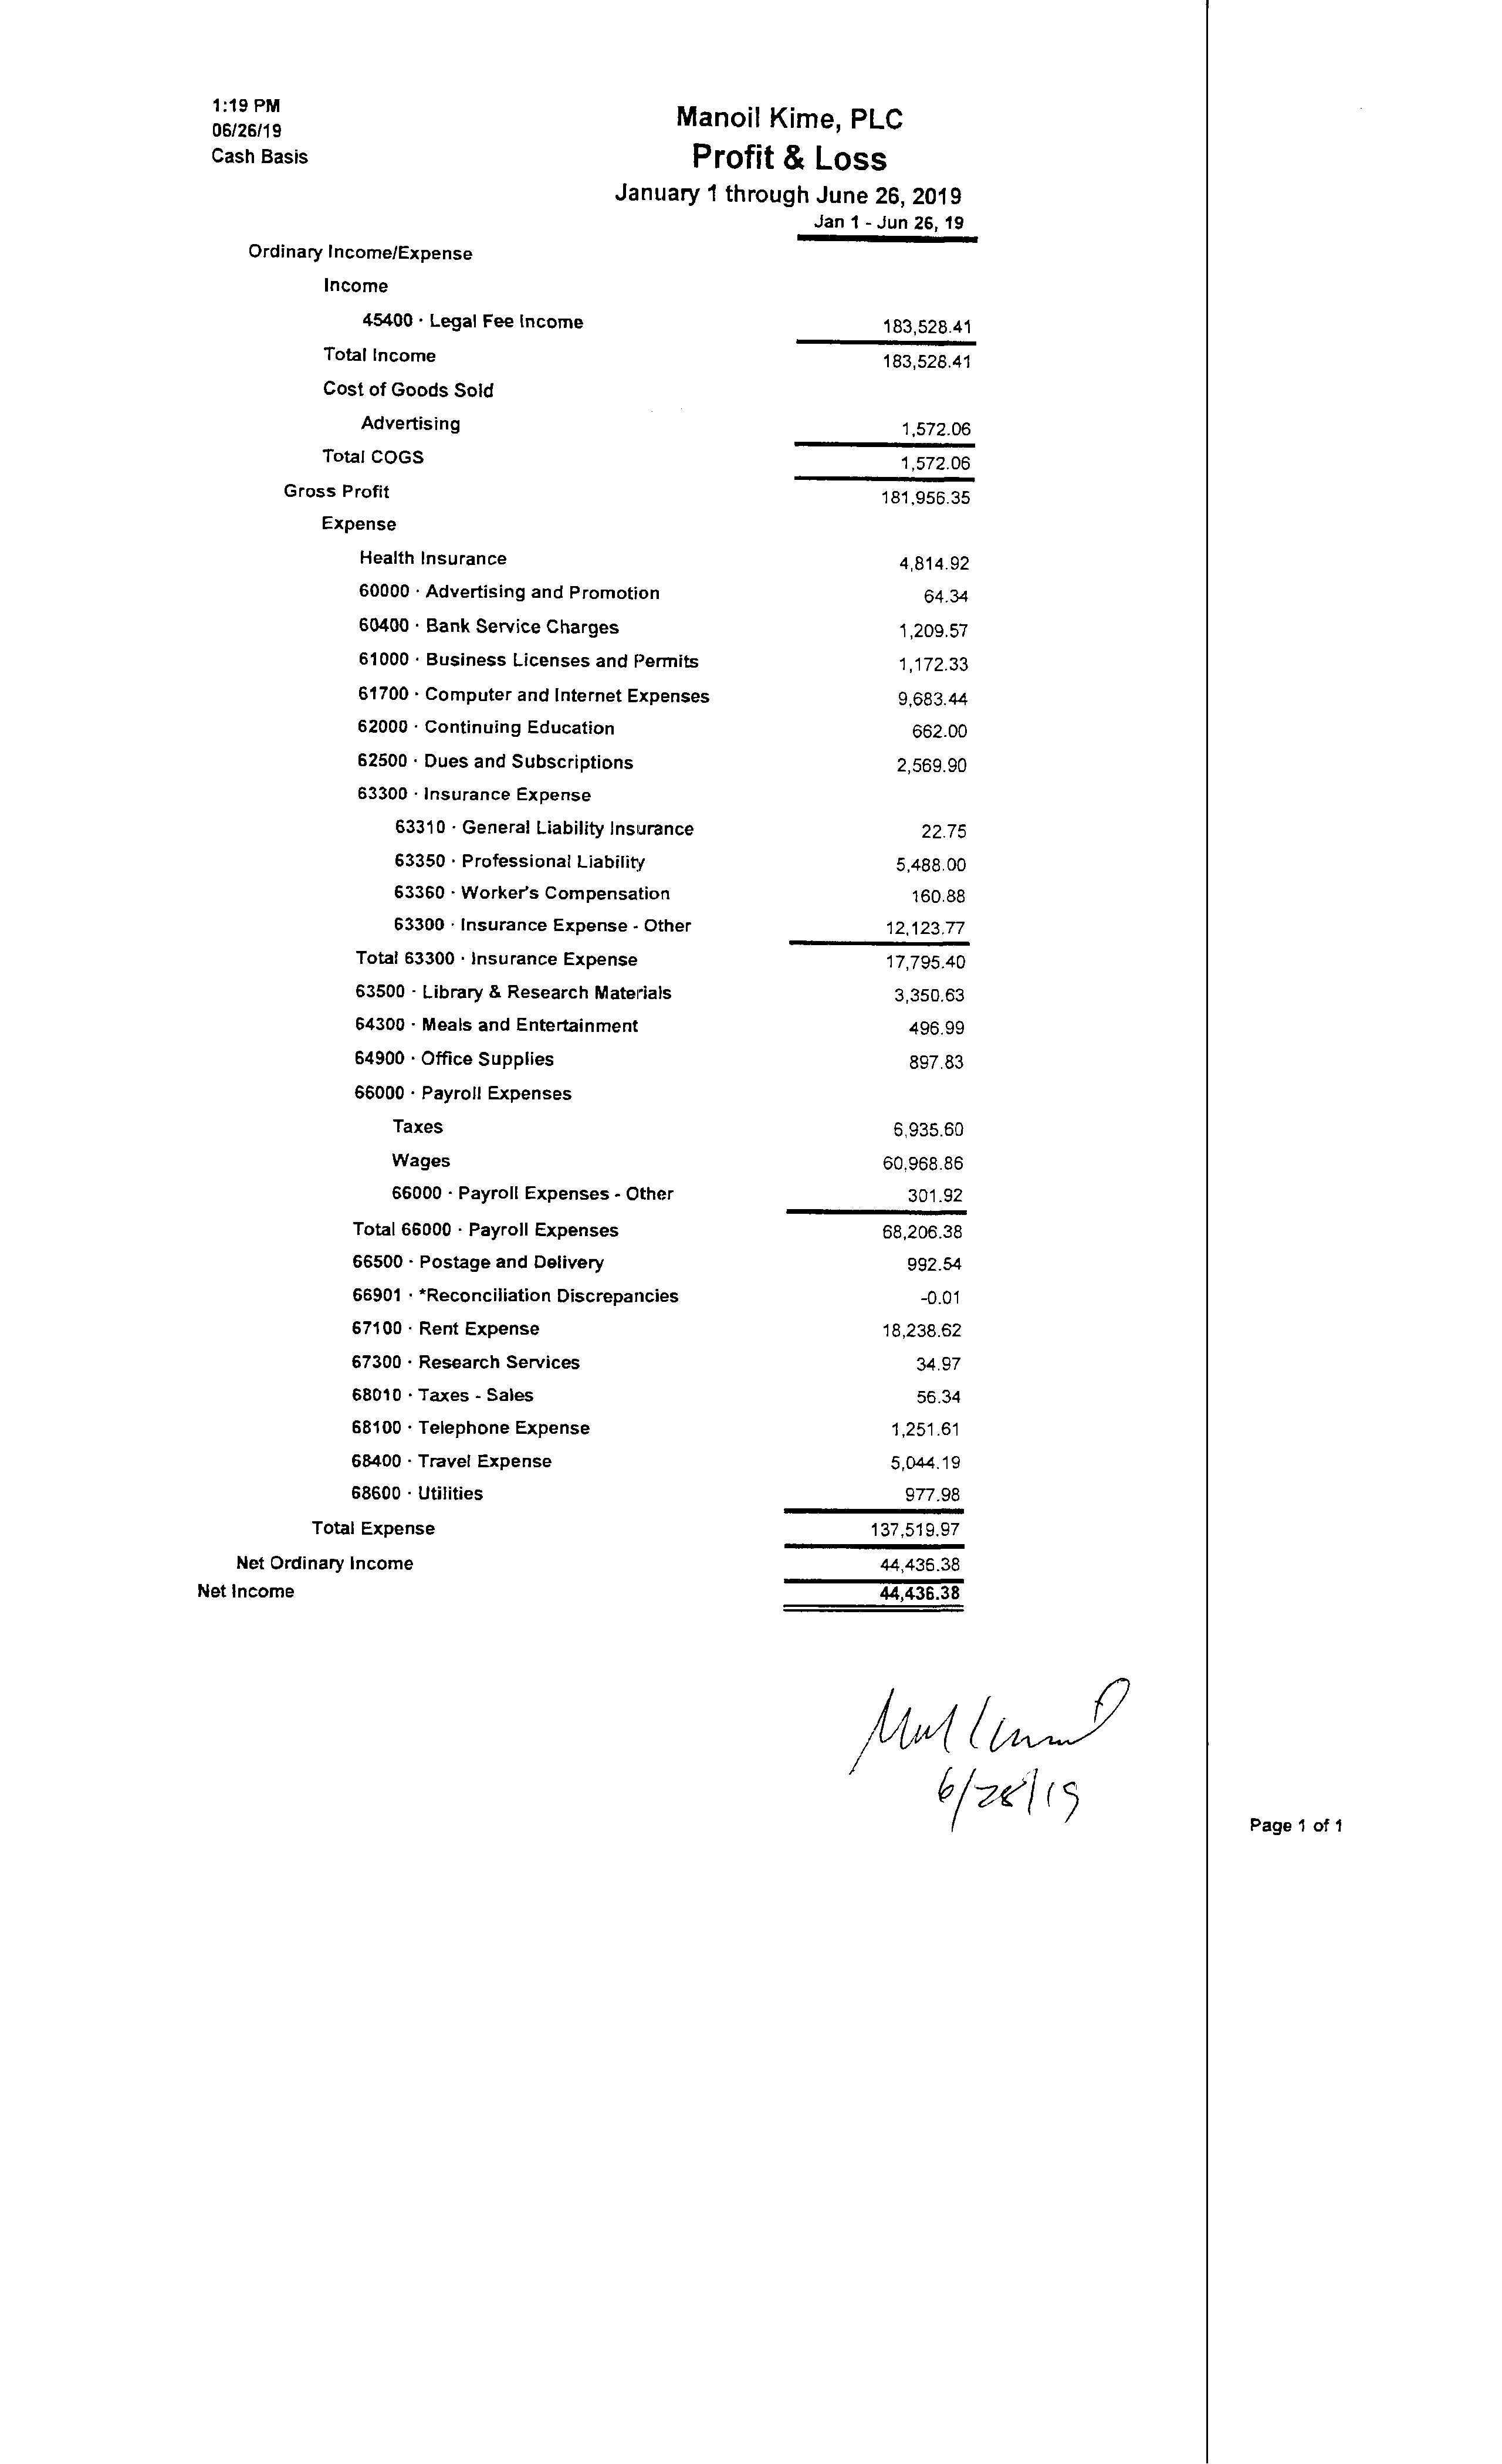 1:19 PM
06/26/19
Cash Basis
Manoil Kime, PLC
Profit & Loss
January 1 through June 26, 2019
Jan 1 - Jun 26, 19
Ordinary Income/Expense
Income
45400 · Legal Fee Income 183,528.41
Total Income 183,528.41
Cost of Goods Sold
Advertising 1,572.06
Total COGS 1,572.06
Gross Profit 181,956.35
Expense
Health Insurance 4,814.92
60000 · Advertising and Promotion 64.34
60400 · Bank Service Charges 1,209.57
61000 · Business Licenses and Permits 1,172.33
61700 · Computer and Internet Expenses 9,683.44
62000 · Continuing Education 662.00
62500 · Dues and Subscriptions 2,569.90
63300 · Insurance Expense
63310 · General Liability Insurance 22.75
63350 · Professional Liability 5,488.00
63360 · Worker's Compensation 160.88
63300 · Insurance Expense - Other 12,123.77
Total 63300 · Insurance Expense 17,795.40
63500 · Library & Research Materials 3,350.63
64300 · Meals and Entertainment 496.99
64900 · Office Supplies 897.83
66000 · Payroll Expenses
Taxes 6,935.60
Wages 60,968.86
66000 · Payroll Expenses - Other 301.92
Total 66000 · Payroll Expenses 68,206.38
66500 · Postage and Delivery 992.54
66901 · *Reconciliation Discrepancies -0.01
67100 · Rent Expense 18,238.62
67300 · Research Services 34.97
68010 · Taxes - Sales 56.34
68100 · Telephone Expense 1,251.61
68400 · Travel Expense 5,044.19
68600 · Utilities 977.98
Total Expense 137,519.97
Net Ordinary Income 44,436.38
Net Income 44,436.38
6/28/19
Page 1 of 1